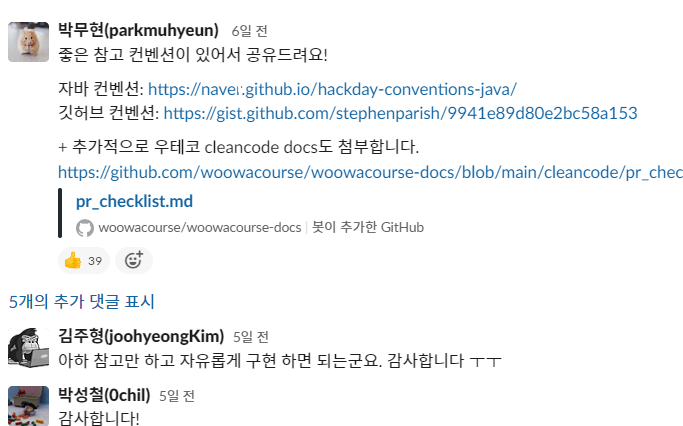 박무현(parkmuhyeun) 6일 전
좋은 참고 컨벤션이 있어서 공유드려요!
자바 컨벤션: https://naver.github.io/hackday-conventions-java/
깃허브 컨벤션: https://gist.github.com/stephenparish/9941e89d80e2bc58a153
+ 추가적으로 우테코 cleancode docs도 첨부합니다.
https://github.com/woowacourse/woowacourse-docs/blob/main/cleancode/pr_chec
pr_checklist.md
woowacourse/woowacourse-docs | 봇이 추가한 GitHub
39
5개의 추가 댓글 표시
김주형(joohyeongKim) 5일 전
아하 참고만 하고 자유롭게 구현 하면 되는군요. 감사합니다 ㅜㅜ
박성철(0chil) 5일 전
감사합니다!